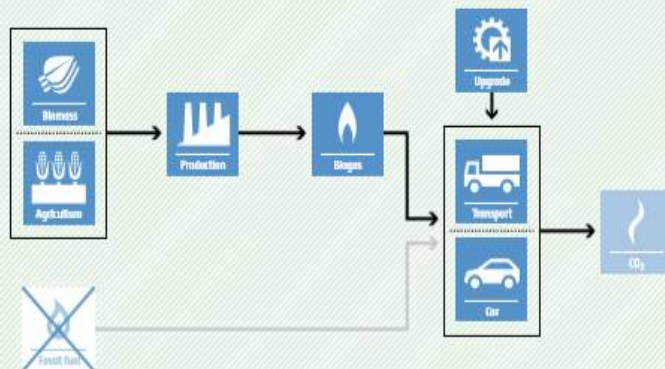 Biomass
Agriculture
Production
Biogas
Upgrade
Transport
Car
CO₂
Fossil fuel